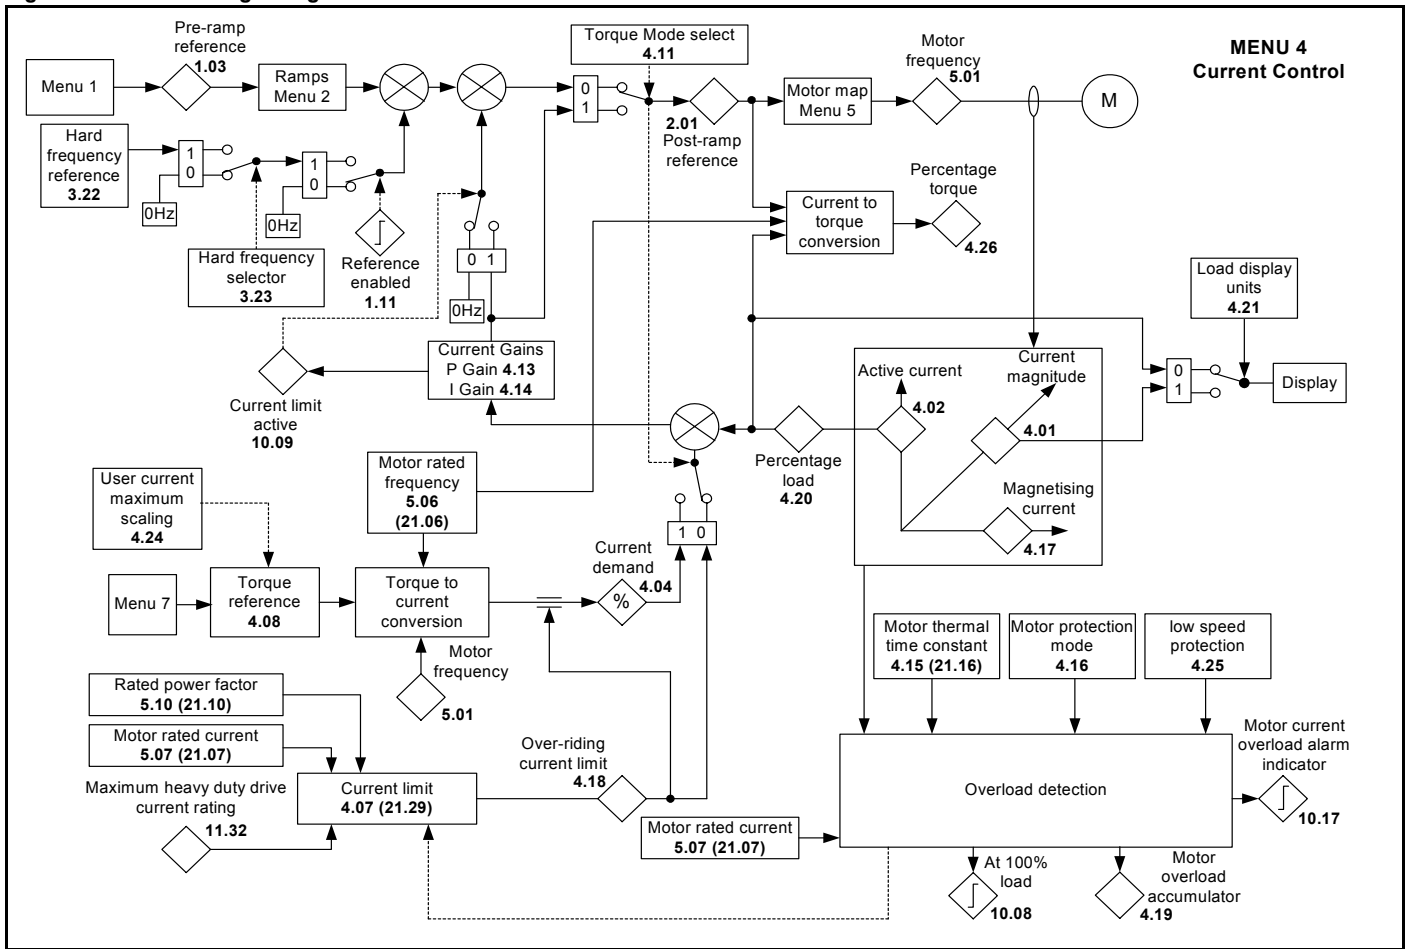 MENU 4
Current Control
Pre-ramp
reference
1.03
Menu 1
Ramps
Menu 2
Torque Mode select
4.11
0
1
2.01
Post-ramp
reference
Motor map
Menu 5
Motor
frequency
5.01
M
Hard
frequency
reference
3.22
1
0
0Hz
1
0
0Hz
Hard frequency
selector
3.23
Reference
enabled
1.11
0 1
0Hz
Current to
torque
conversion
Percentage
torque
4.26
Load display
units
4.21
0
1
Display
Current limit
active
10.09
Current Gains
P Gain 4.13
I Gain 4.14
Percentage
load
4.20
Active current
4.02
Current
magnitude
4.01
Magnetising
current
4.17
User current
maximum
scaling
4.24
Motor rated
frequency
5.06
(21.06)
1 0
Menu 7
Torque
reference
4.08
Torque to
current
conversion
Current
demand
4.04
%
Motor
frequency
5.01
Rated power factor
5.10 (21.10)
Motor rated current
5.07 (21.07)
Maximum heavy duty drive
current rating
11.32
Current limit
4.07 (21.29)
Over-riding
current limit
4.18
Motor thermal
time constant
4.15 (21.16)
Motor protection
mode
4.16
low speed
protection
4.25
Overload detection
Motor current
overload alarm
indicator
10.17
Motor rated current
5.07 (21.07)
At 100%
load
10.08
Motor
overload
accumulator
4.19